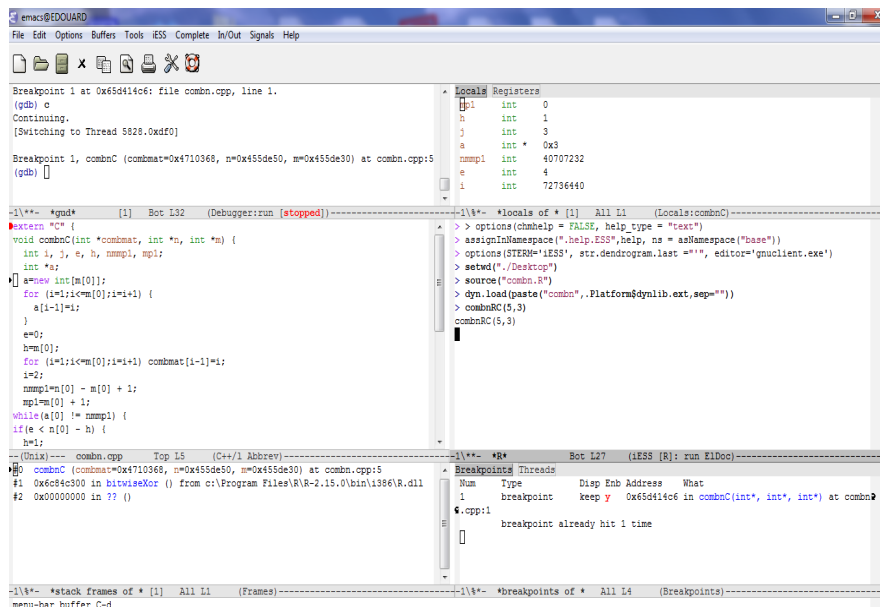 emacs@EDOUARD
File Edit Options Buffers Tools iESS Complete In/Out Signals Help
Breakpoint 1 at 0x65d414c6: file combn.cpp, line 1.
(gdb) c
Continuing.
[Switching to Thread 5828.0xdf0]
Breakpoint 1, combnC (combmat=0x4710368, n=0x455de50, m=0x455de30) at combn.cpp:5
(gdb)
-1\**- *gud* [1] Bot L32 (Debugger:run [stopped])
Locals Registers
mp1 int 0
h int 1
j int 3
a int * 0x3
nmmp1 int 40707232
e int 4
i int 72736440
-1\%*- *locals of * [1] All L1 (Locals:combnC)
extern "C" {
void combnC(int *combmat, int *n, int *m) {
int i, j, e, h, nmmp1, mp1;
int *a;
a=new int[m[0]];
for (i=1;i<=m[0];i=i+1) {
a[i-1]=i;
}
e=0;
h=m[0];
for (i=1;i<=m[0];i=i+1) combmat[i-1]=i;
i=2;
nmmp1=n[0] - m[0] + 1;
mp1=m[0] + 1;
while(a[0] != nmmp1) {
if(e < n[0] - h) {
h=1;
--(Unix)--- combn.cpp Top L5 (C++/l Abbrev)
> > options(chmhelp = FALSE, help_type = "text")
> assignInNamespace(".help.ESS",help, ns = asNamespace("base"))
> options(STERM='iESS', str.dendrogram.last ="'", editor='gnuclient.exe')
> setwd("./Desktop")
> source("combn.R")
> dyn.load(paste("combn",.Platform$dynlib.ext,sep=""))
> combnRC(5,3)
combnRC(5,3)
-1\**- *R* Bot L27 (iESS [R]: run ElDoc)
#0 combnC (combmat=0x4710368, n=0x455de50, m=0x455de30) at combn.cpp:5
#1 0x6c84c300 in bitwiseXor () from c:\Program Files\R\R-2.15.0\bin\i386\R.dll
#2 0x00000000 in ?? ()
-1\%*- *stack frames of * [1] All L1 (Frames)
Breakpoints Threads
Num Type Disp Enb Address What
1 breakpoint keep y 0x65d414c6 in combnC(int*, int*, int*) at combn
.cpp:1
breakpoint already hit 1 time
-1\%*- *breakpoints of * All L4 (Breakpoints)
menu-bar buffer C-d